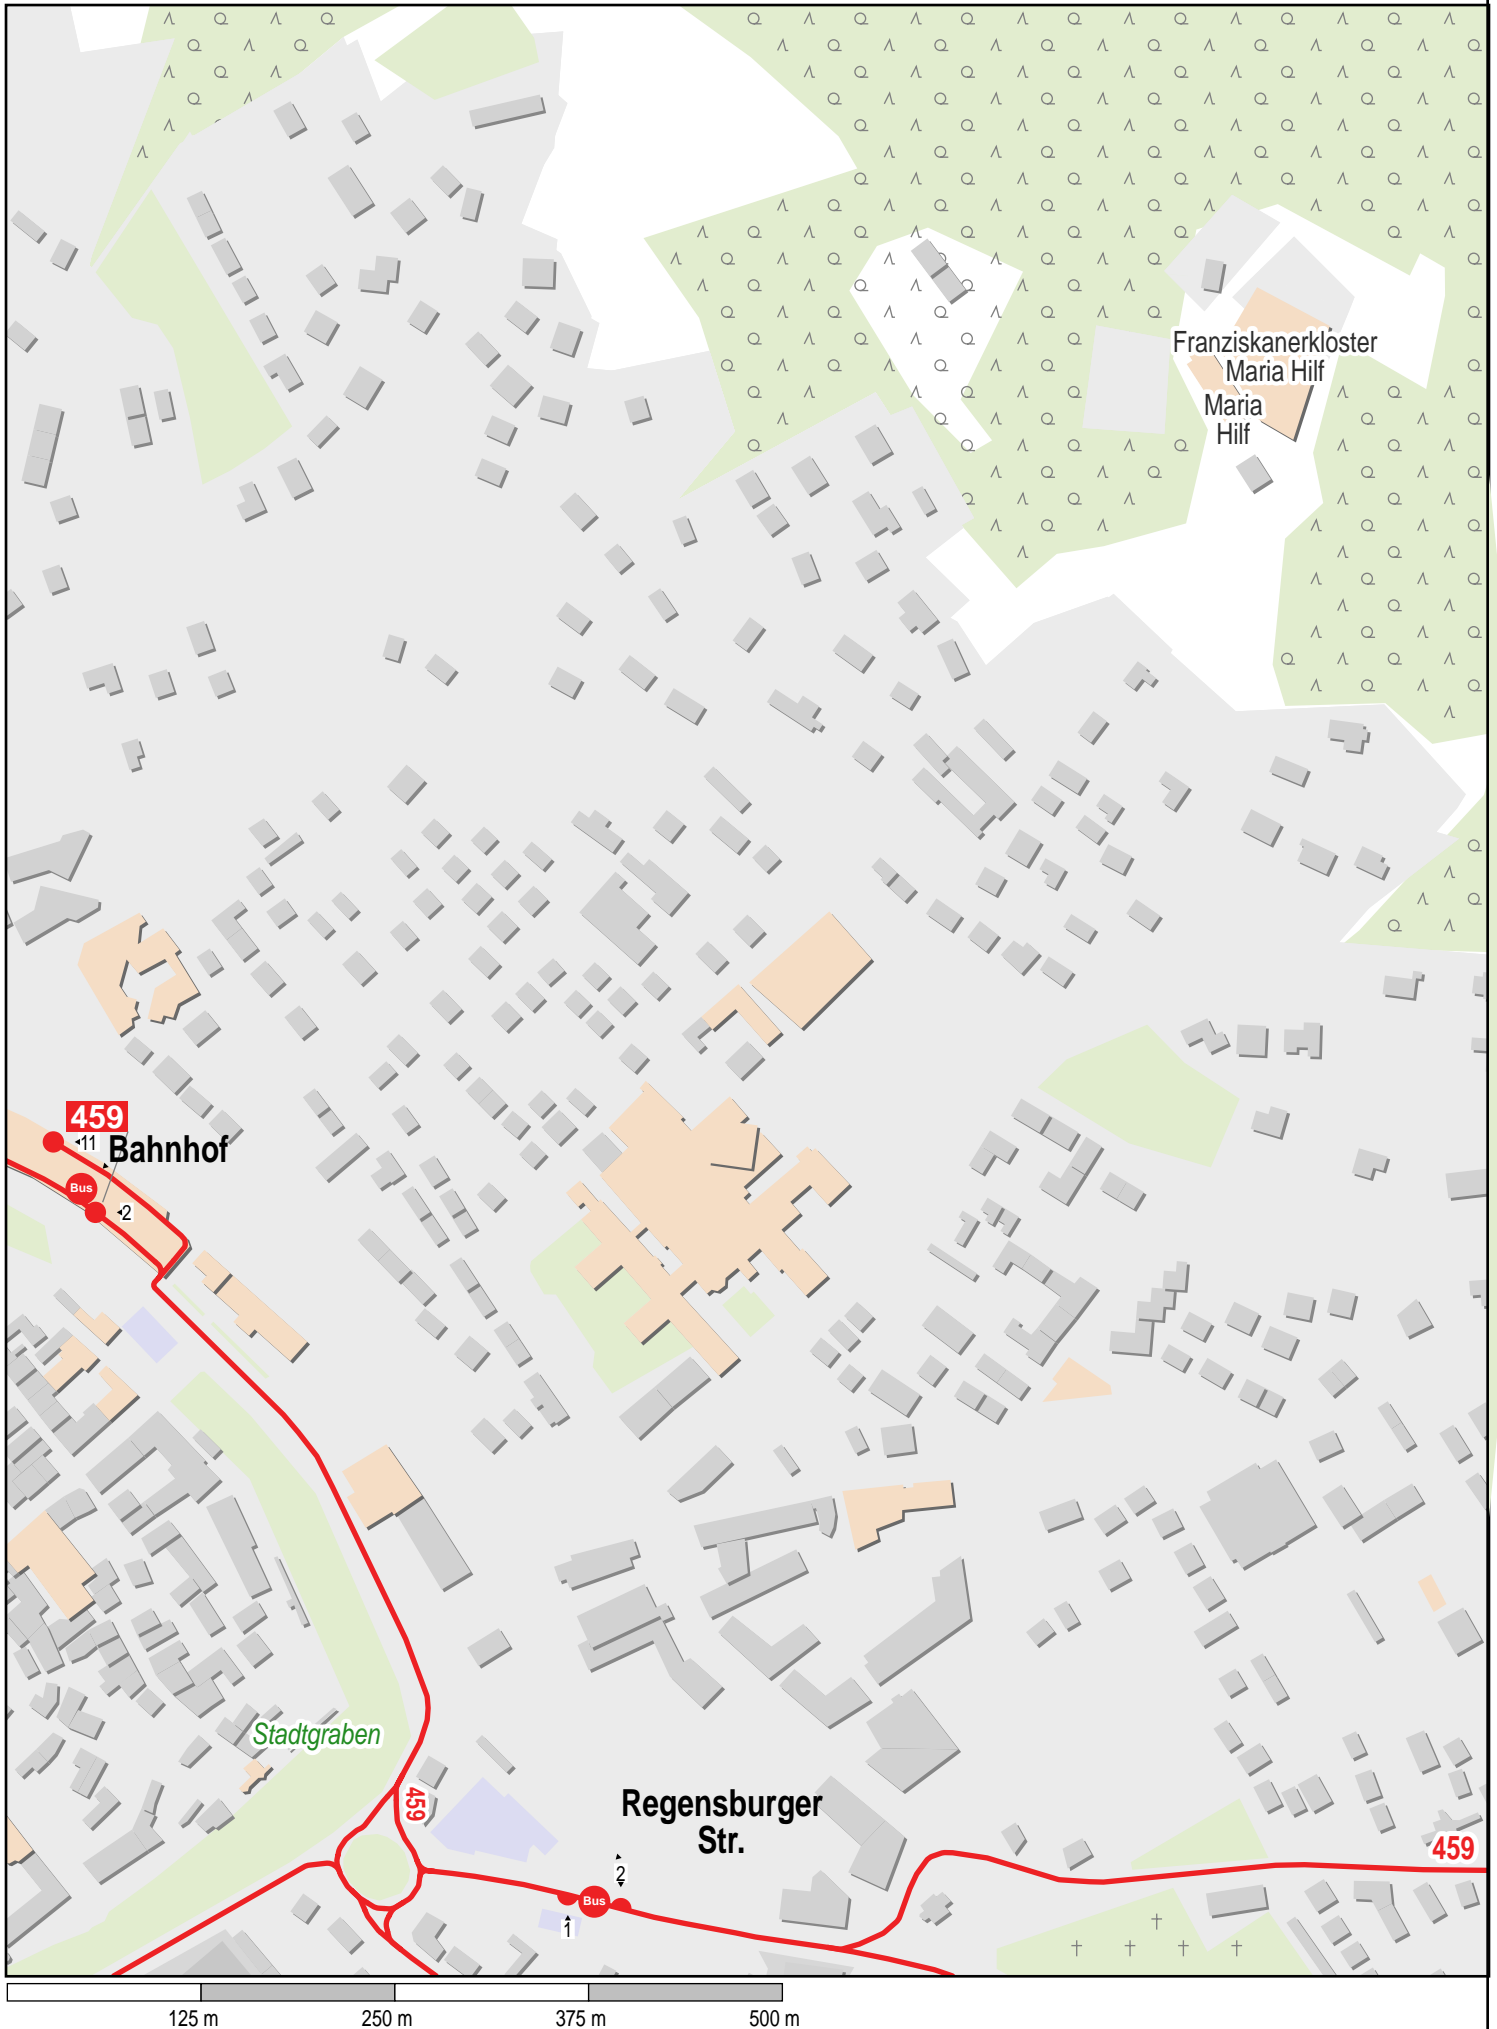 Franziskanerkloster
Maria Hilf
Maria
Hilf
459
11
Bahnhof
Bus
2
Stadtgraben
459
Regensburger
Str.
459
2
Bus
1
125 m
250 m
375 m
500 m